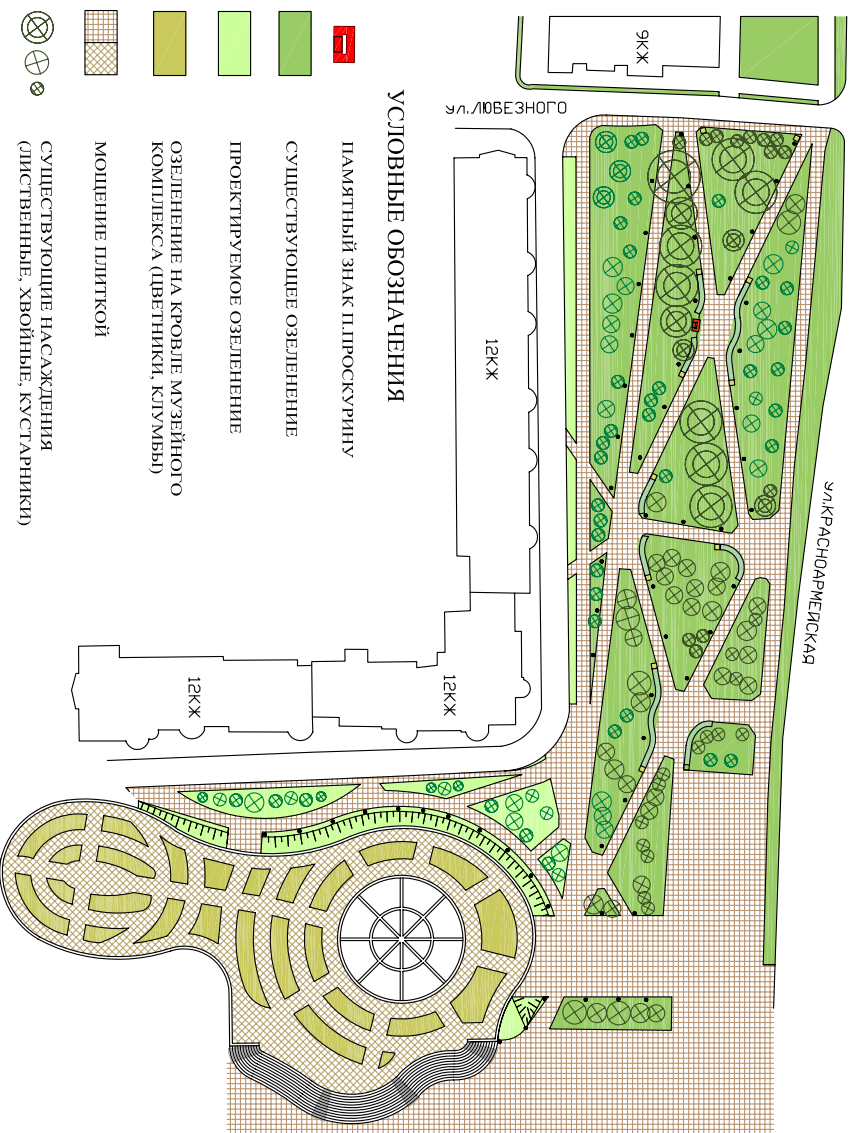 УСЛОВНЫЕ ОБОЗНАЧЕНИЯ
ПАМЯТНЫЙ ЗНАК П.ПРОСКУРИНУ
СУЩЕСТВУЮЩЕЕ ОЗЕЛЕНЕНИЕ
ПРОЕКТИРУЕМОЕ ОЗЕЛЕНЕНИЕ
ОЗЕЛЕНЕНИЕ НА КРОВЛЕ МУЗЕЙНОГО
КОМПЛЕКСА (ЦВЕТНИКИ, КЛУМБЫ)
МОЩЕНИЕ ПЛИТКОЙ
СУЩЕСТВУЮЩИЕ НАСАЖДЕНИЯ
(ЛИСТВЕННЫЕ, ХВОЙНЫЕ, КУСТАРНИКИ)
9КЖ
ул.ЛЮБЕЗНОГО
ул.КРАСНОАРМЕЙСКАЯ
12КЖ
12КЖ
12КЖ